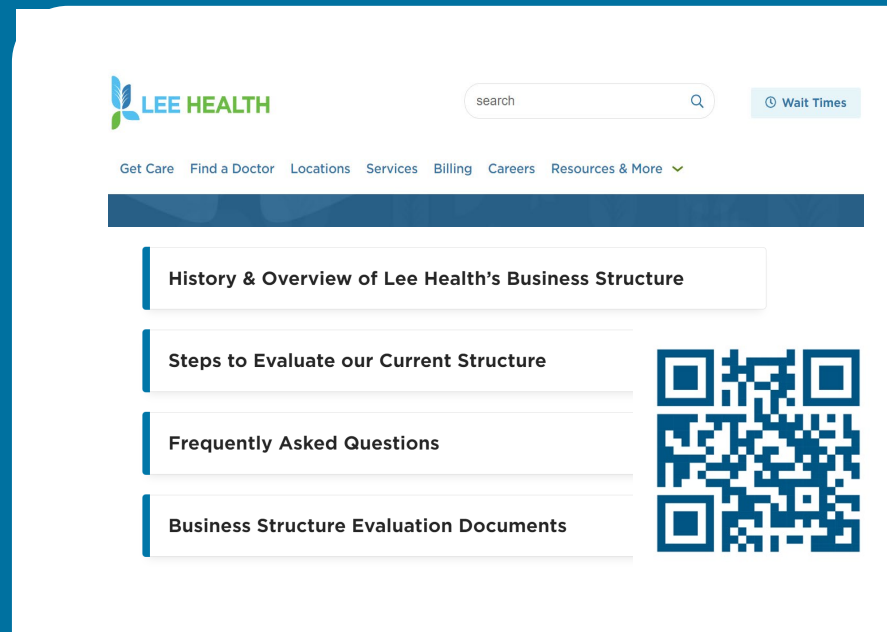 LEE HEALTH
search
Wait Times
Get Care Find a Doctor Locations Services Billing Careers Resources & More
History & Overview of Lee Health's Business Structure
Steps to Evaluate our Current Structure
Frequently Asked Questions
Business Structure Evaluation Documents